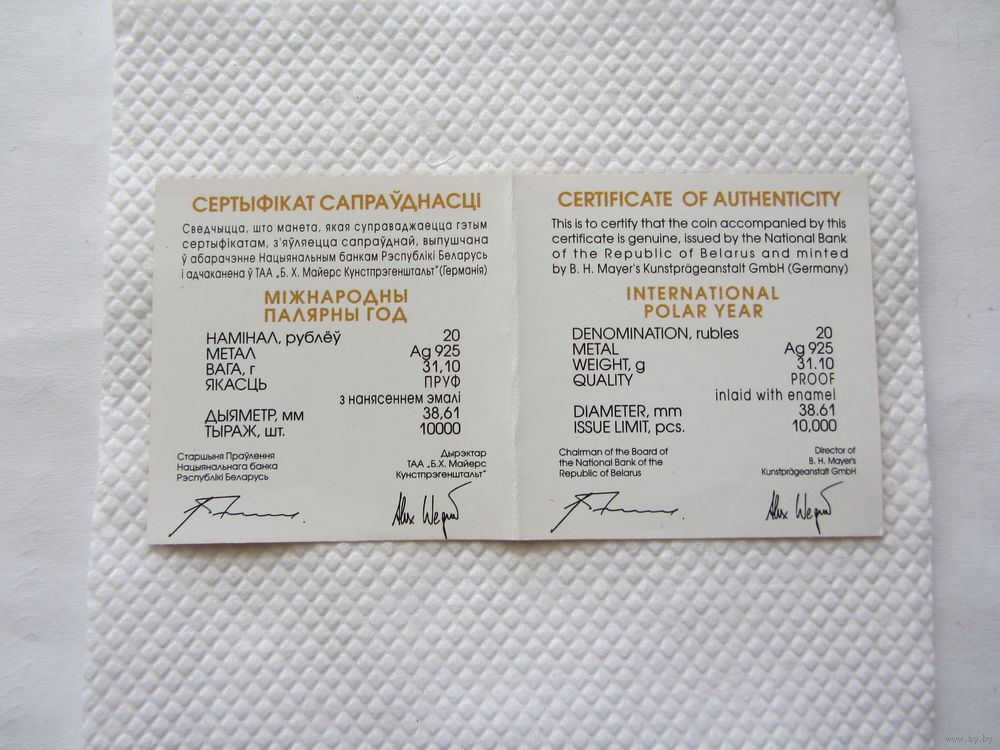 СЕРТЫФІКАТ САПРАЎДНАСЦІ
Сведчыцца, што манета, якая суправаджаецца гэтым
сертыфікатам, з'яўляецца сапраўднай, выпушчана
ў абарачэнне Нацыянальным банкам Рэспублікі Беларусь
і адчаканена ў ТАА „Б. Х. Майерс Кунстпрэгенштальт“ (Германія)
МІЖНАРОДНЫ
ПАЛЯРНЫ ГОД
НАМІНАЛ, рублёў 20
МЕТАЛ Ag 925
ВАГА, г 31,10
ЯКАСЦЬ ПРУФ
з нанясеннем эмалі
ДЫЯМЕТР, мм 38,61
ТЫРАЖ, шт. 10000
Старшыня Праўлення
Нацыянальнага банка
Рэспублікі Беларусь
Дырэктар
ТАА „Б.Х. Майерс
Кунстпрэгенштальт“
CERTIFICATE OF AUTHENTICITY
This is to certify that the coin accompanied by this
certificate is genuine, issued by the National Bank
of the Republic of Belarus and minted
by B. H. Mayer's Kunstprägeanstalt GmbH (Germany)
INTERNATIONAL
POLAR YEAR
DENOMINATION, rubles 20
METAL Ag 925
WEIGHT, g 31.10
QUALITY PROOF
inlaid with enamel
DIAMETER, mm 38.61
ISSUE LIMIT, pcs. 10,000
Chairman of the Board of
the National Bank of the
Republic of Belarus
Director of
B. H. Mayer's
Kunstprägeanstalt GmbH
www.ay.by